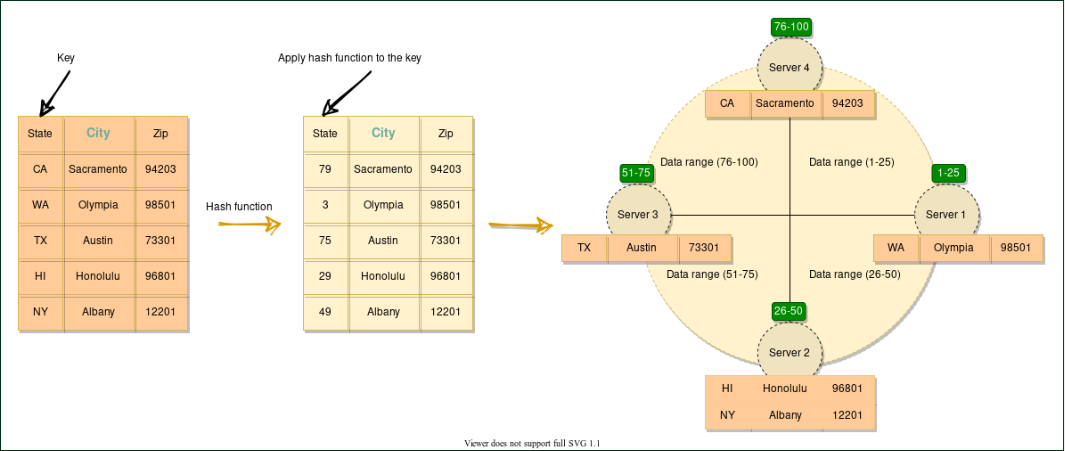 Key
State City Zip
CA Sacramento 94203
WA Olympia 98501
TX Austin 73301
HI Honolulu 96801
NY Albany 12201
Hash function
Apply hash function to the key
State City Zip
79 Sacramento 94203
3 Olympia 98501
75 Austin 73301
29 Honolulu 96801
49 Albany 12201
76-100
Server 4
CA Sacramento 94203
Data range (76-100)
Data range (1-25)
51-75
Server 3
TX Austin 73301
1-25
Server 1
WA Olympia 98501
Data range (51-75)
Data range (26-50)
26-50
Server 2
HI Honolulu 96801
NY Albany 12201
Viewer does not support full SVG 1.1